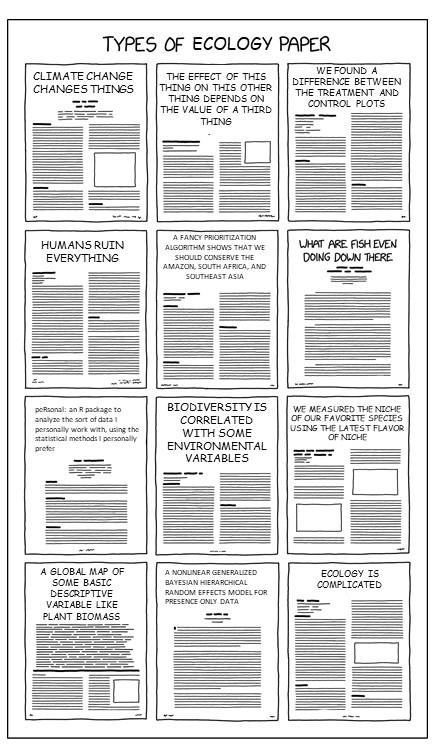 TYPES OF ECOLOGY PAPER
CLIMATE CHANGE
CHANGES THINGS
THE EFFECT OF THIS
THING ON THIS OTHER
THING DEPENDS ON
THE VALUE OF A THIRD
THING
WE FOUND A
DIFFERENCE BETWEEN
THE TREATMENT AND
CONTROL PLOTS
HUMANS RUIN
EVERYTHING
A FANCY PRIORITIZATION
ALGORITHM SHOWS THAT WE
SHOULD CONSERVE THE
AMAZON, SOUTH AFRICA, AND
SOUTHEAST ASIA
WHAT ARE FISH EVEN
DOING DOWN THERE
peRsonal: an R package to
analyze the sort of data I
personally work with, using the
statistical methods I personally
prefer
BIODIVERSITY IS
CORRELATED
WITH SOME
ENVIRONMENTAL
VARIABLES
WE MEASURED THE NICHE
OF OUR FAVORITE SPECIES
USING THE LATEST FLAVOR
OF NICHE
A GLOBAL MAP OF
SOME BASIC
DESCRIPTIVE
VARIABLE LIKE
PLANT BIOMASS
A NONLINEAR GENERALIZED
BAYESIAN HIERARCHICAL
RANDOM EFFECTS MODEL FOR
PRESENCE ONLY DATA
ECOLOGY IS
COMPLICATED